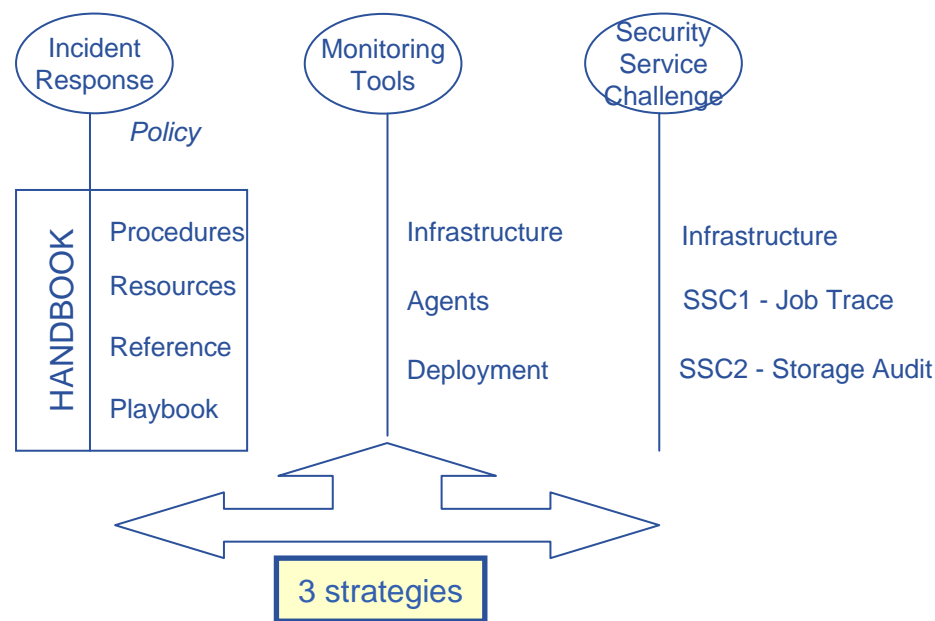 Incident
Response
Monitoring
Tools
Security
Service
Challenge
Policy
HANDBOOK
Procedures
Resources
Reference
Playbook
Infrastructure
Agents
Deployment
Infrastructure
SSC1 - Job Trace
SSC2 - Storage Audit
3 strategies